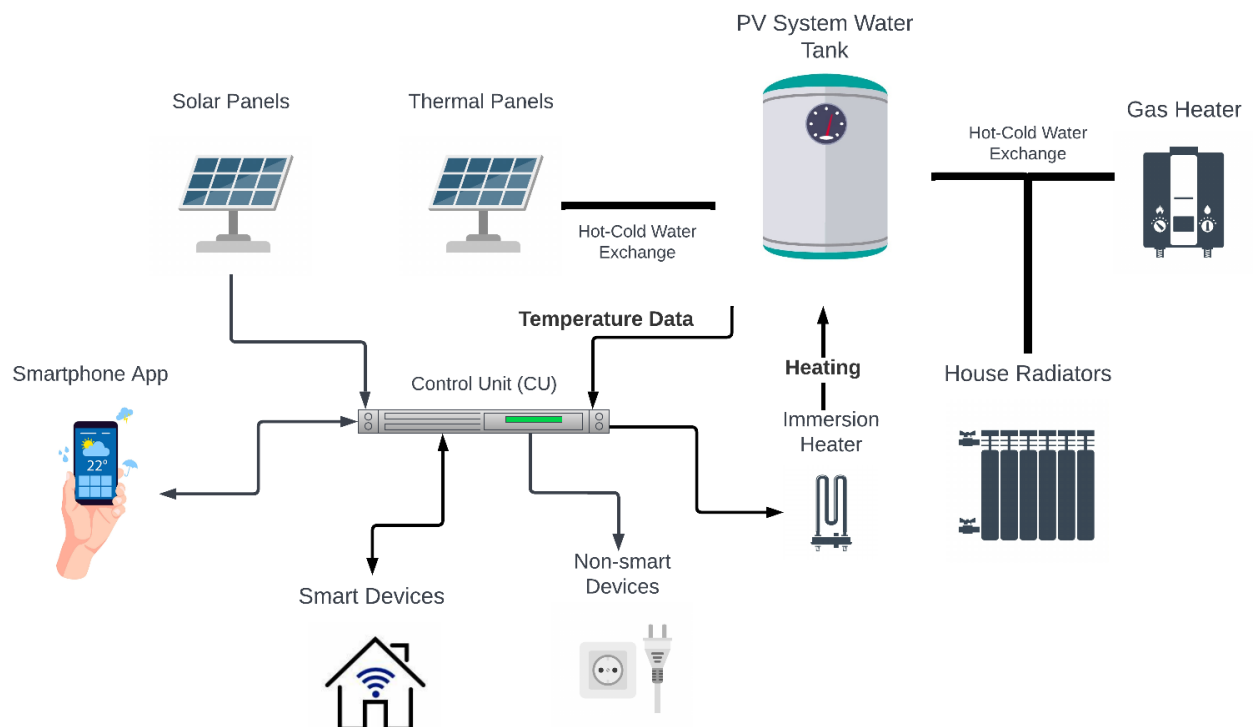 PV System Water
Tank
Solar Panels
Thermal Panels
Gas Heater
Hot-Cold Water
Exchange
Hot-Cold Water
Exchange
Temperature Data
Smartphone App
Control Unit (CU)
Heating
House Radiators
Immersion
Heater
22°
Non-smart
Devices
Smart Devices